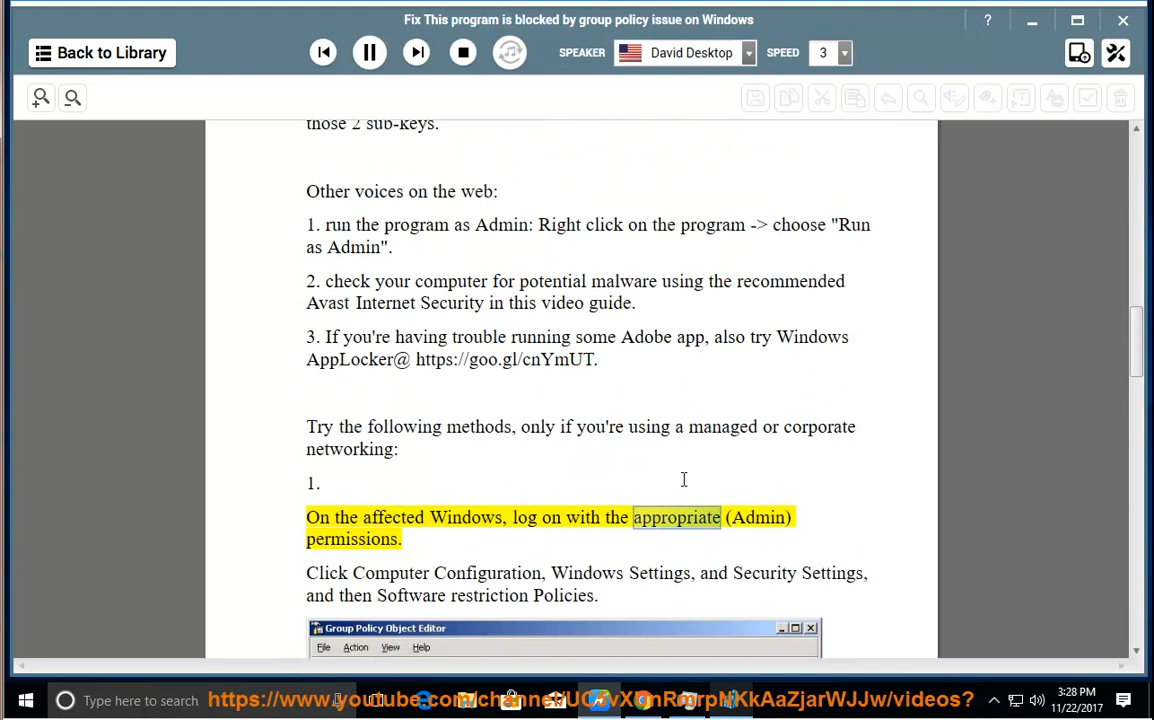 Fix This program is blocked by group policy issue on Windows
Back to Library
SPEAKER
David Desktop
SPEED
3
those 2 sub-keys.
Other voices on the web:
1. run the program as Admin: Right click on the program -> choose "Run
as Admin".
2. check your computer for potential malware using the recommended
Avast Internet Security in this video guide.
3. If you're having trouble running some Adobe app, also try Windows
AppLocker@ https://goo.gl/cnYmUT.
Try the following methods, only if you're using a managed or corporate
networking:
1.
On the affected Windows, log on with the appropriate (Admin)
permissions.
Click Computer Configuration, Windows Settings, and Security Settings,
and then Software restriction Policies.
Group Policy Object Editor
File Action View Help
Type here to search
3:28 PM
11/22/2017